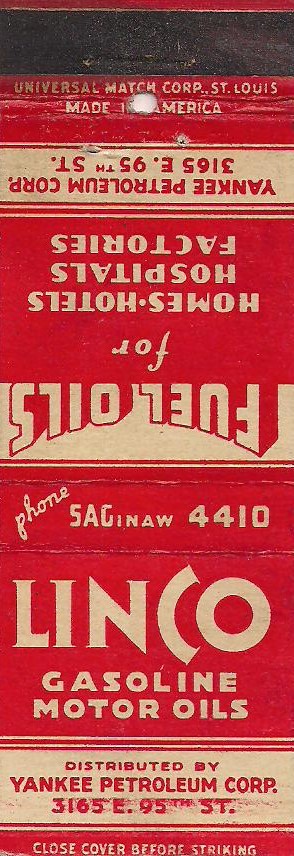 UNIVERSAL MATCH CORP., ST. LOUIS
MADE IN AMERICA
FUEL OILS
for
HOMES·HOTELS
HOSPITALS
FACTORIES
YANKEE PETROLEUM CORP.
3165 E. 95TH ST.
phone SAGINAW 4410
LINCO
GASOLINE
MOTOR OILS
DISTRIBUTED BY
YANKEE PETROLEUM CORP.
3165 E. 95TH ST.
CLOSE COVER BEFORE STRIKING